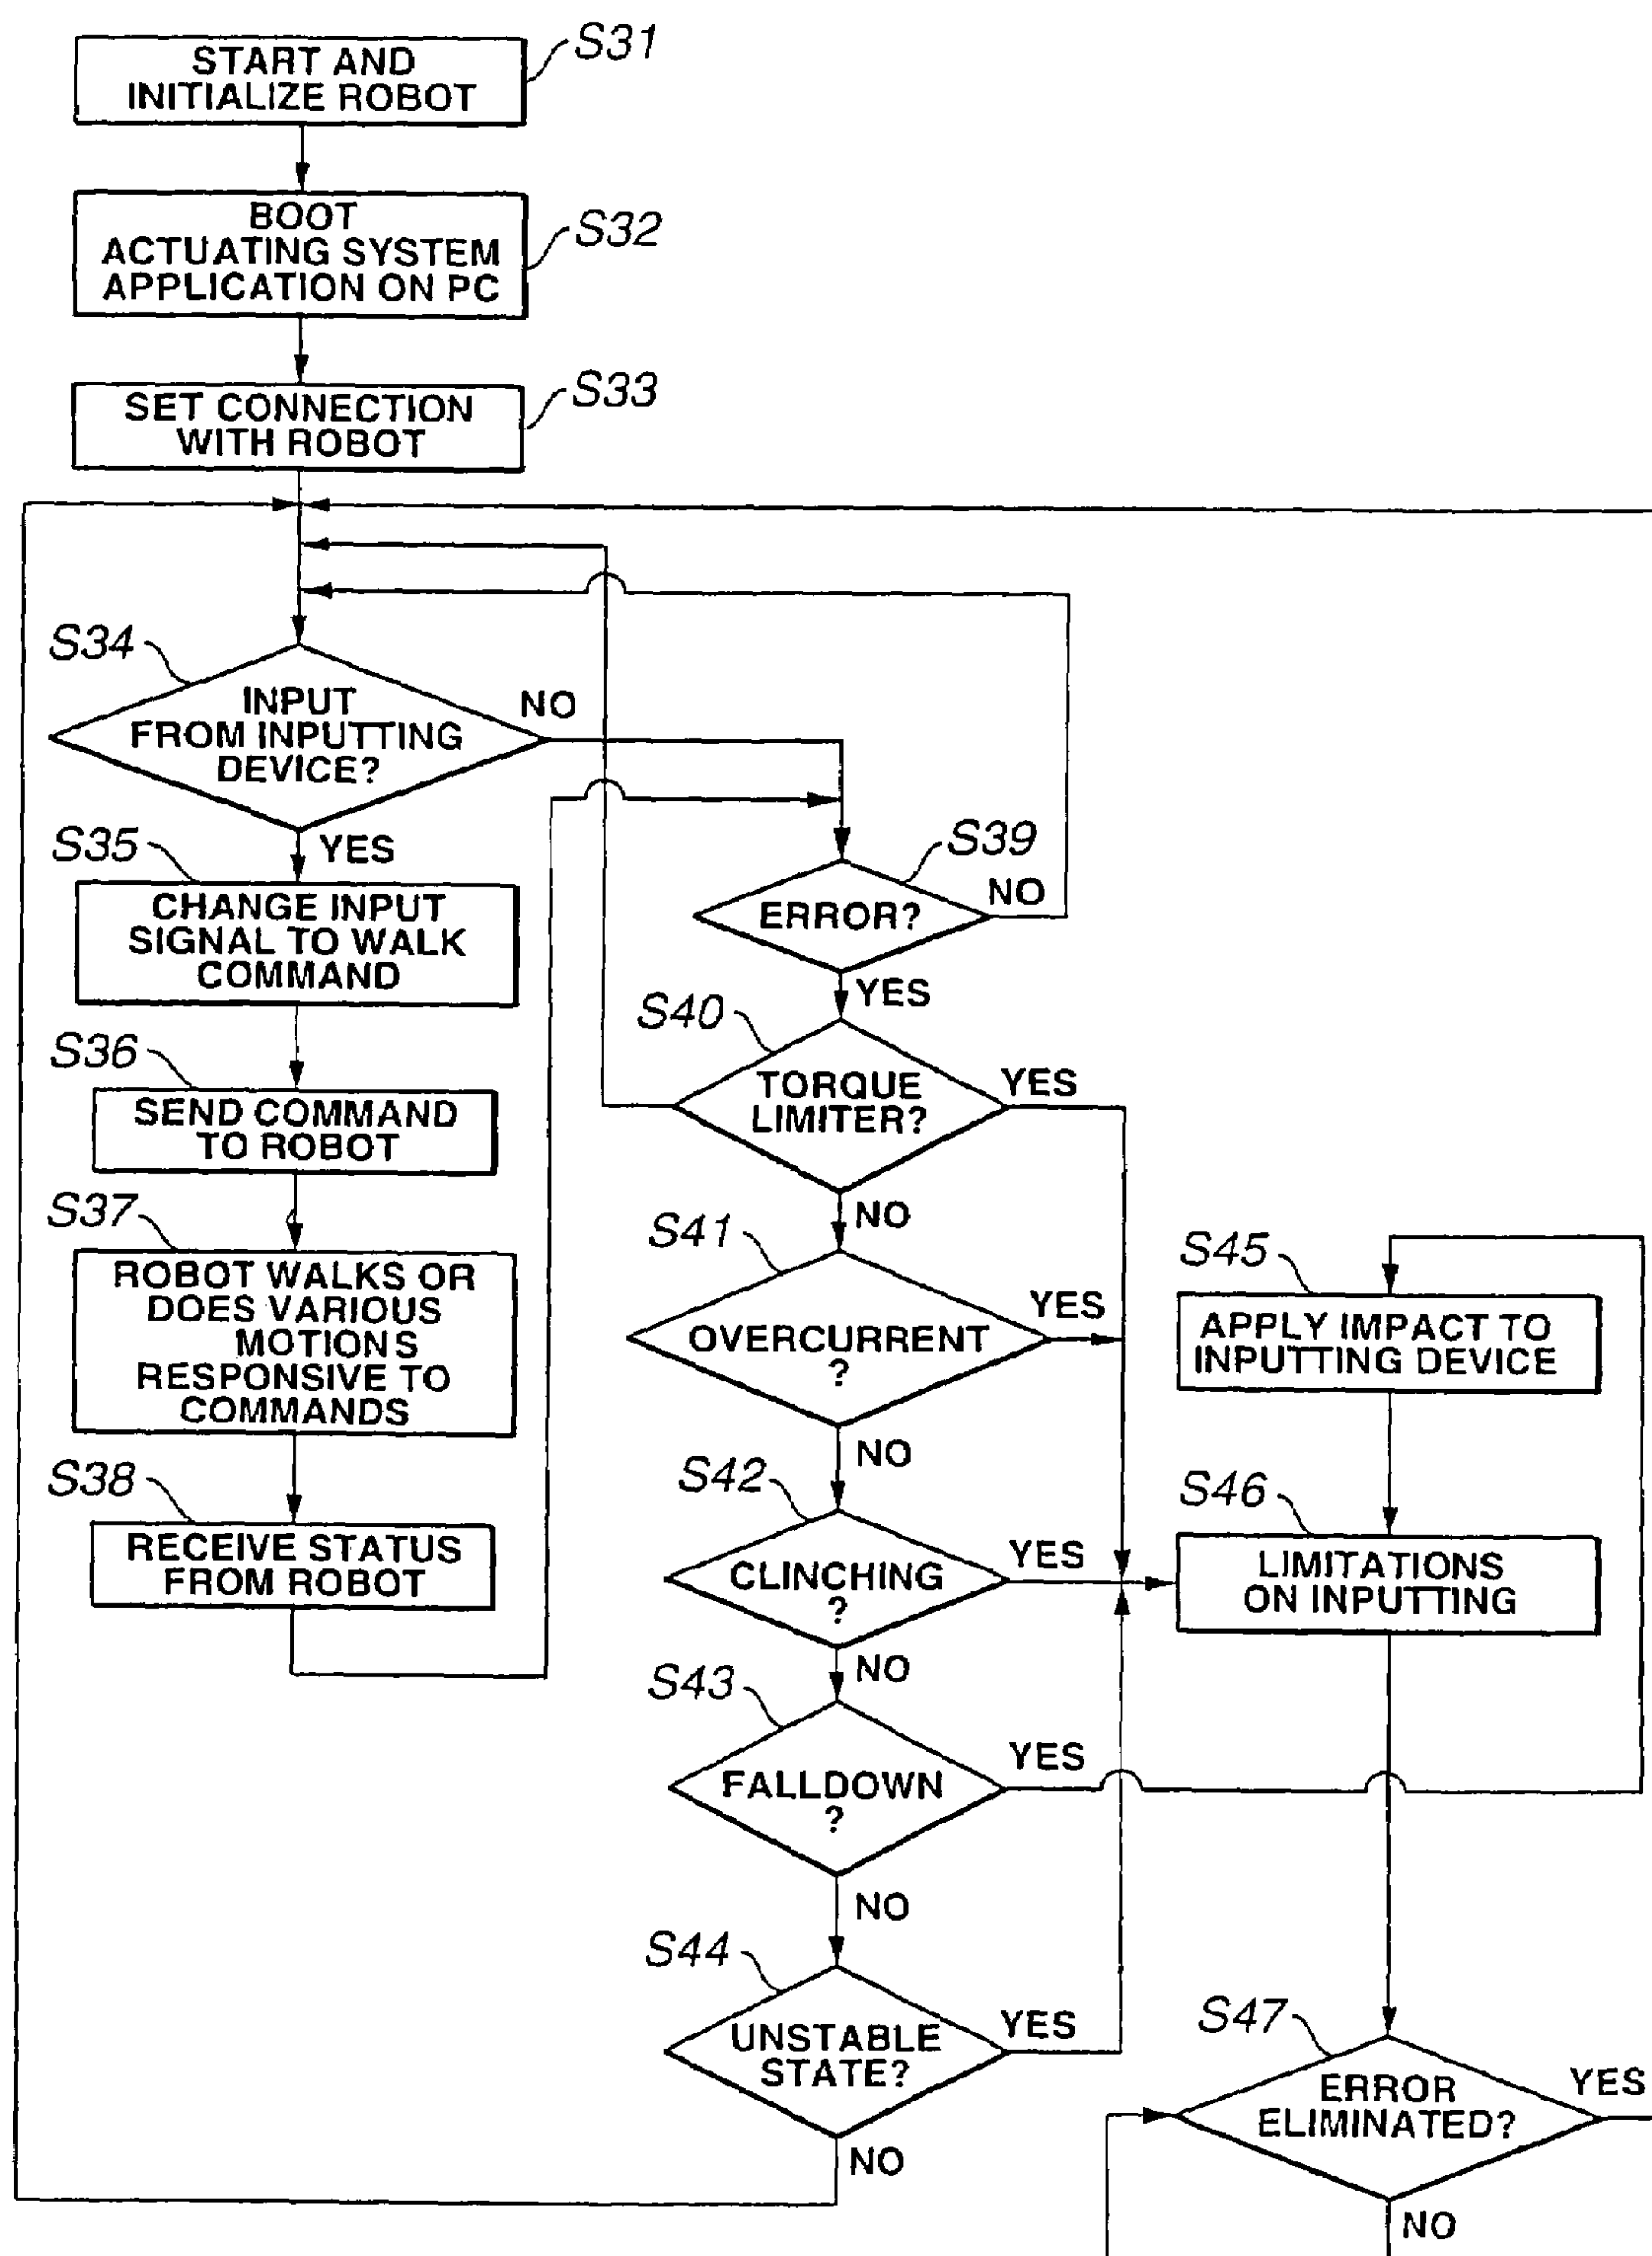 S31
START AND
INITIALIZE ROBOT
S32
BOOT
ACTUATING SYSTEM
APPLICATION ON PC
S33
SET CONNECTION
WITH ROBOT
S34
INPUT
FROM INPUTTING
DEVICE?
NO
YES
S35
CHANGE INPUT
SIGNAL TO WALK
COMMAND
S36
SEND COMMAND
TO ROBOT
S37
ROBOT WALKS OR
DOES VARIOUS
MOTIONS
RESPONSIVE TO
COMMANDS
S38
RECEIVE STATUS
FROM ROBOT
S39
ERROR?
NO
YES
S40
TORQUE
LIMITER?
YES
NO
S41
OVERCURRENT
?
YES
NO
S42
CLINCHING
?
YES
NO
S43
FALLDOWN
?
YES
NO
S44
UNSTABLE
STATE?
YES
NO
S45
APPLY IMPACT TO
INPUTTING DEVICE
S46
LIMITATIONS
ON INPUTTING
S47
ERROR
ELIMINATED?
YES
NO